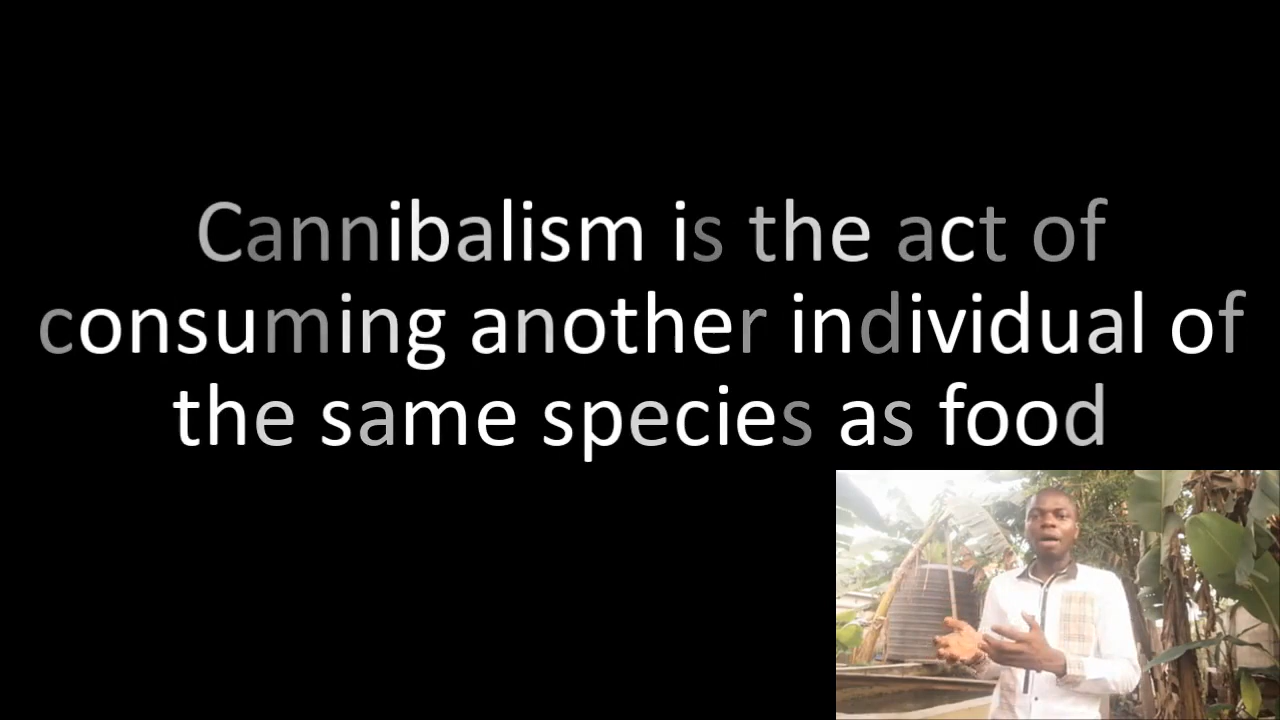 Cannibalism is the act of
consuming another individual of
the same species as food